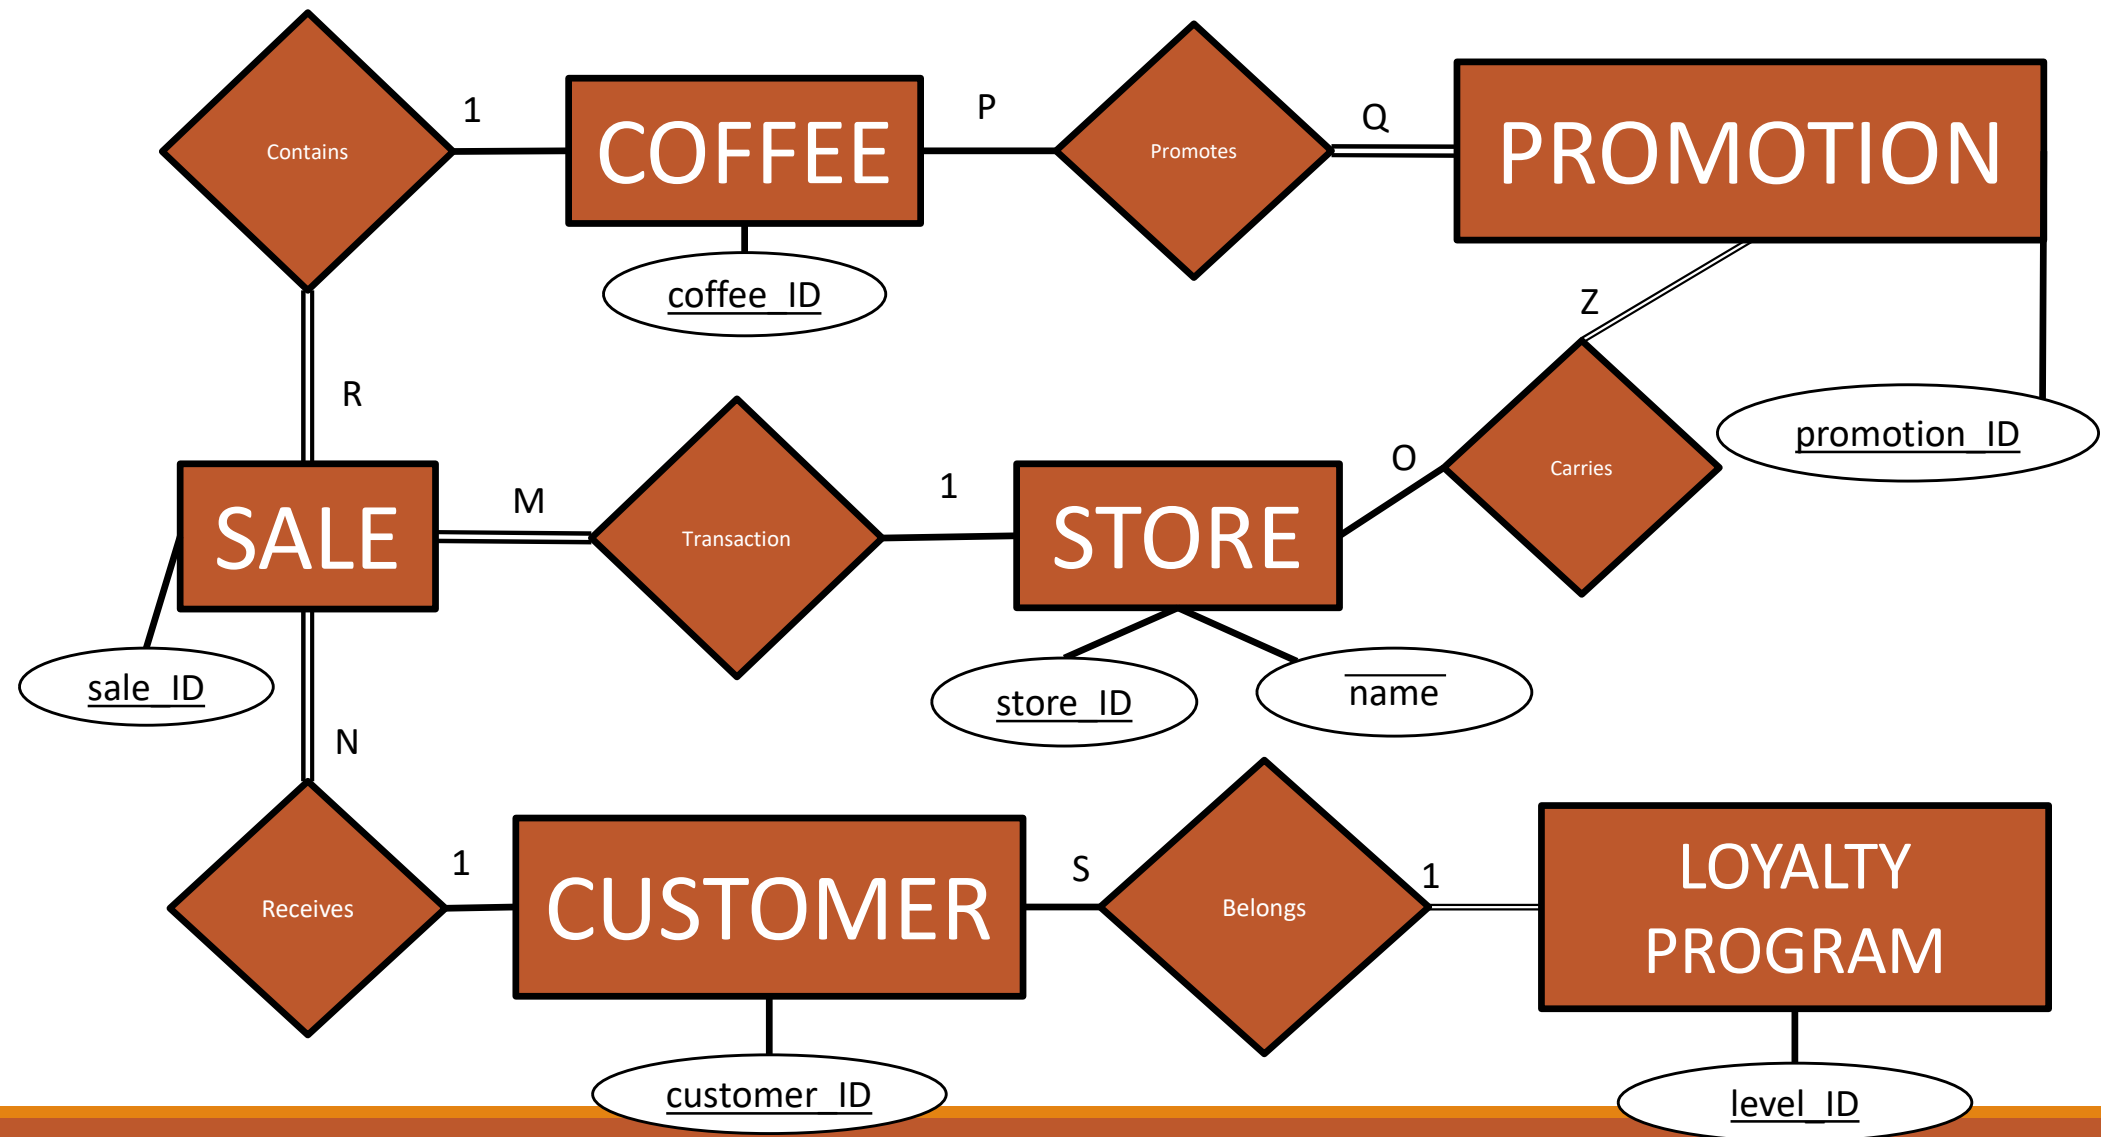 Contains
1
COFFEE
P
Promotes
Q
PROMOTION
coffee_ID
Z
R
promotion_ID
SALE
M
Transaction
1
STORE
O
Carries
sale_ID
store_ID
name
N
Receives
1
CUSTOMER
S
Belongs
1
LOYALTY
PROGRAM
customer_ID
level_ID